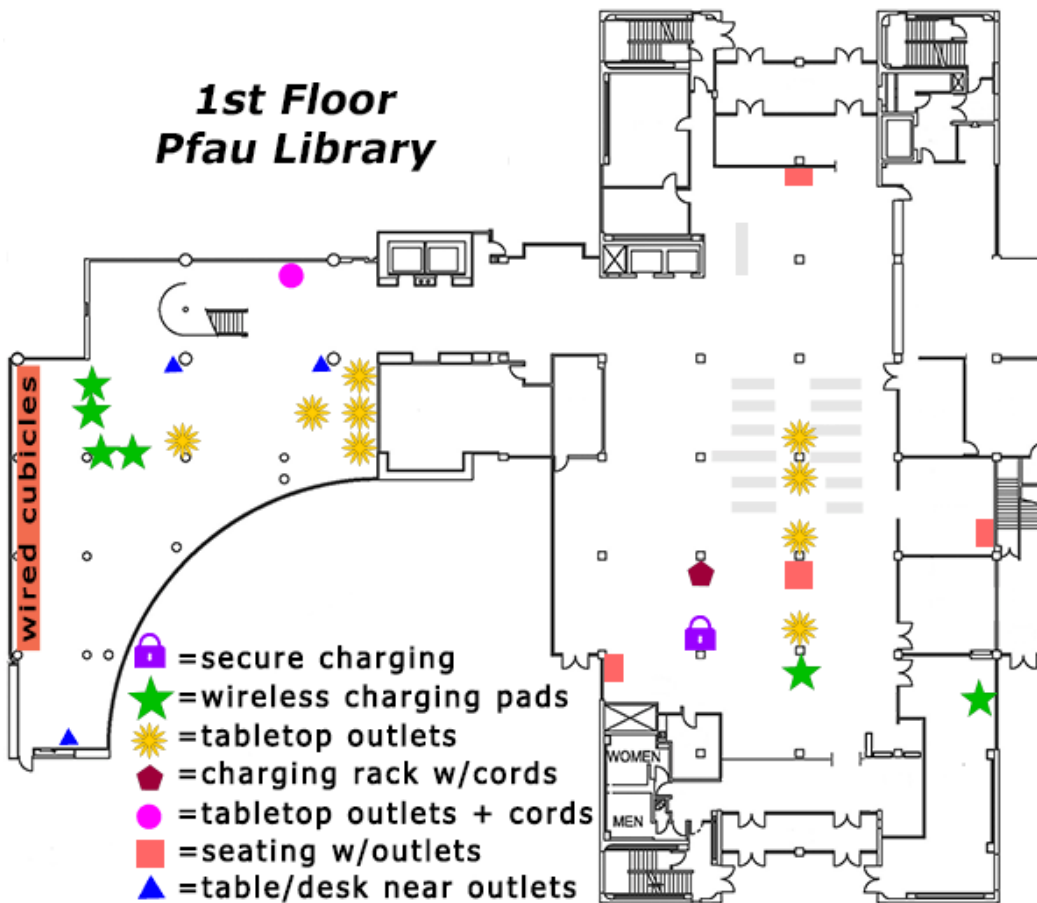 1st Floor
Pfau Library
wired cubicles
=secure charging
=wireless charging pads
=tabletop outlets
=charging rack w/cords
=tabletop outlets + cords
=seating w/outlets
=table/desk near outlets
WOMEN
MEN